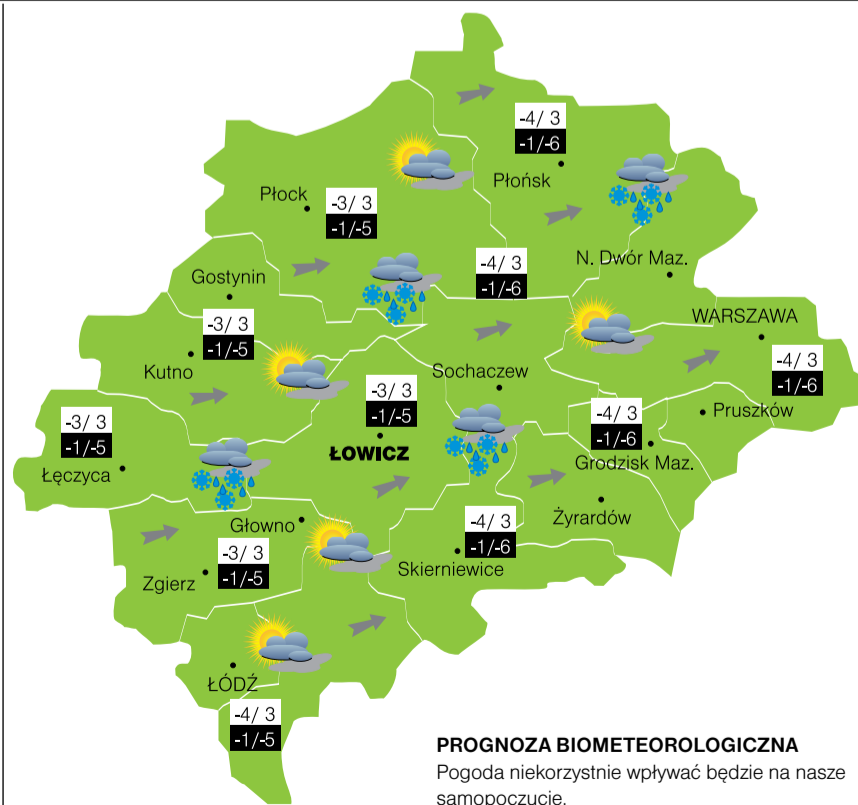 -4/ 3
-1/-6
Płońsk
Płock
-3/ 3
-1/-5
-4/ 3
-1/-6
N. Dwór Maz.
Gostynin
-3/ 3
-1/-5
Kutno
WARSZAWA
-4/ 3
-1/-6
Sochaczew
-3/ 3
-1/-5
ŁOWICZ
Pruszków
-4/ 3
-1/-6
Grodzisk Maz.
-3/ 3
-1/-5
Łęczyca
Żyrardów
Głowno
-4/ 3
-1/-6
Skierniewice
-3/ 3
-1/-5
Zgierz
ŁÓDŹ
-4/ 3
-1/-5
PROGNOZA BIOMETEOROLOGICZNA
Pogoda niekorzystnie wpływać będzie na nasze
samopoczucie.